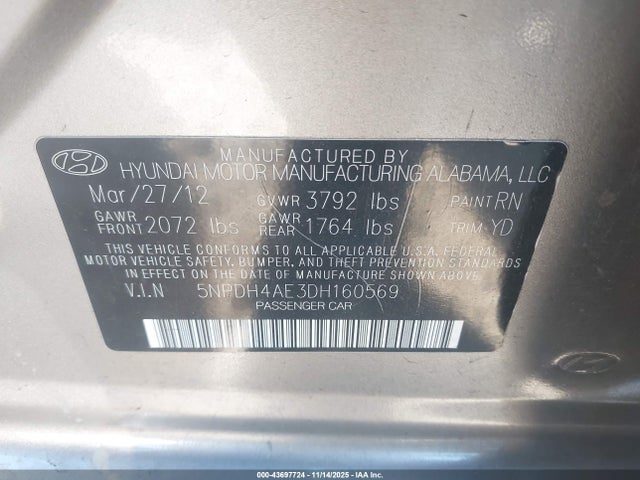 MANUFACTURED BY
HYUNDAI MOTOR MANUFACTURING ALABAMA, LLC
Mar/27/12 GVWR 3792 lbs PAINT RN
GAWR FRONT 2072 lbs GAWR REAR 1764 lbs TRIM YD
THIS VEHICLE CONFORMS TO ALL APPLICABLE U.S.A. FEDERAL
MOTOR VEHICLE SAFETY, BUMPER, AND THEFT PREVENTION STANDARDS
IN EFFECT ON THE DATE OF MANUFACTURE SHOWN ABOVE.
V.I.N 5NPDH4AE3DH160569
PASSENGER CAR
000-43697724 - 11/14/2025 - IAA Inc. Copyright